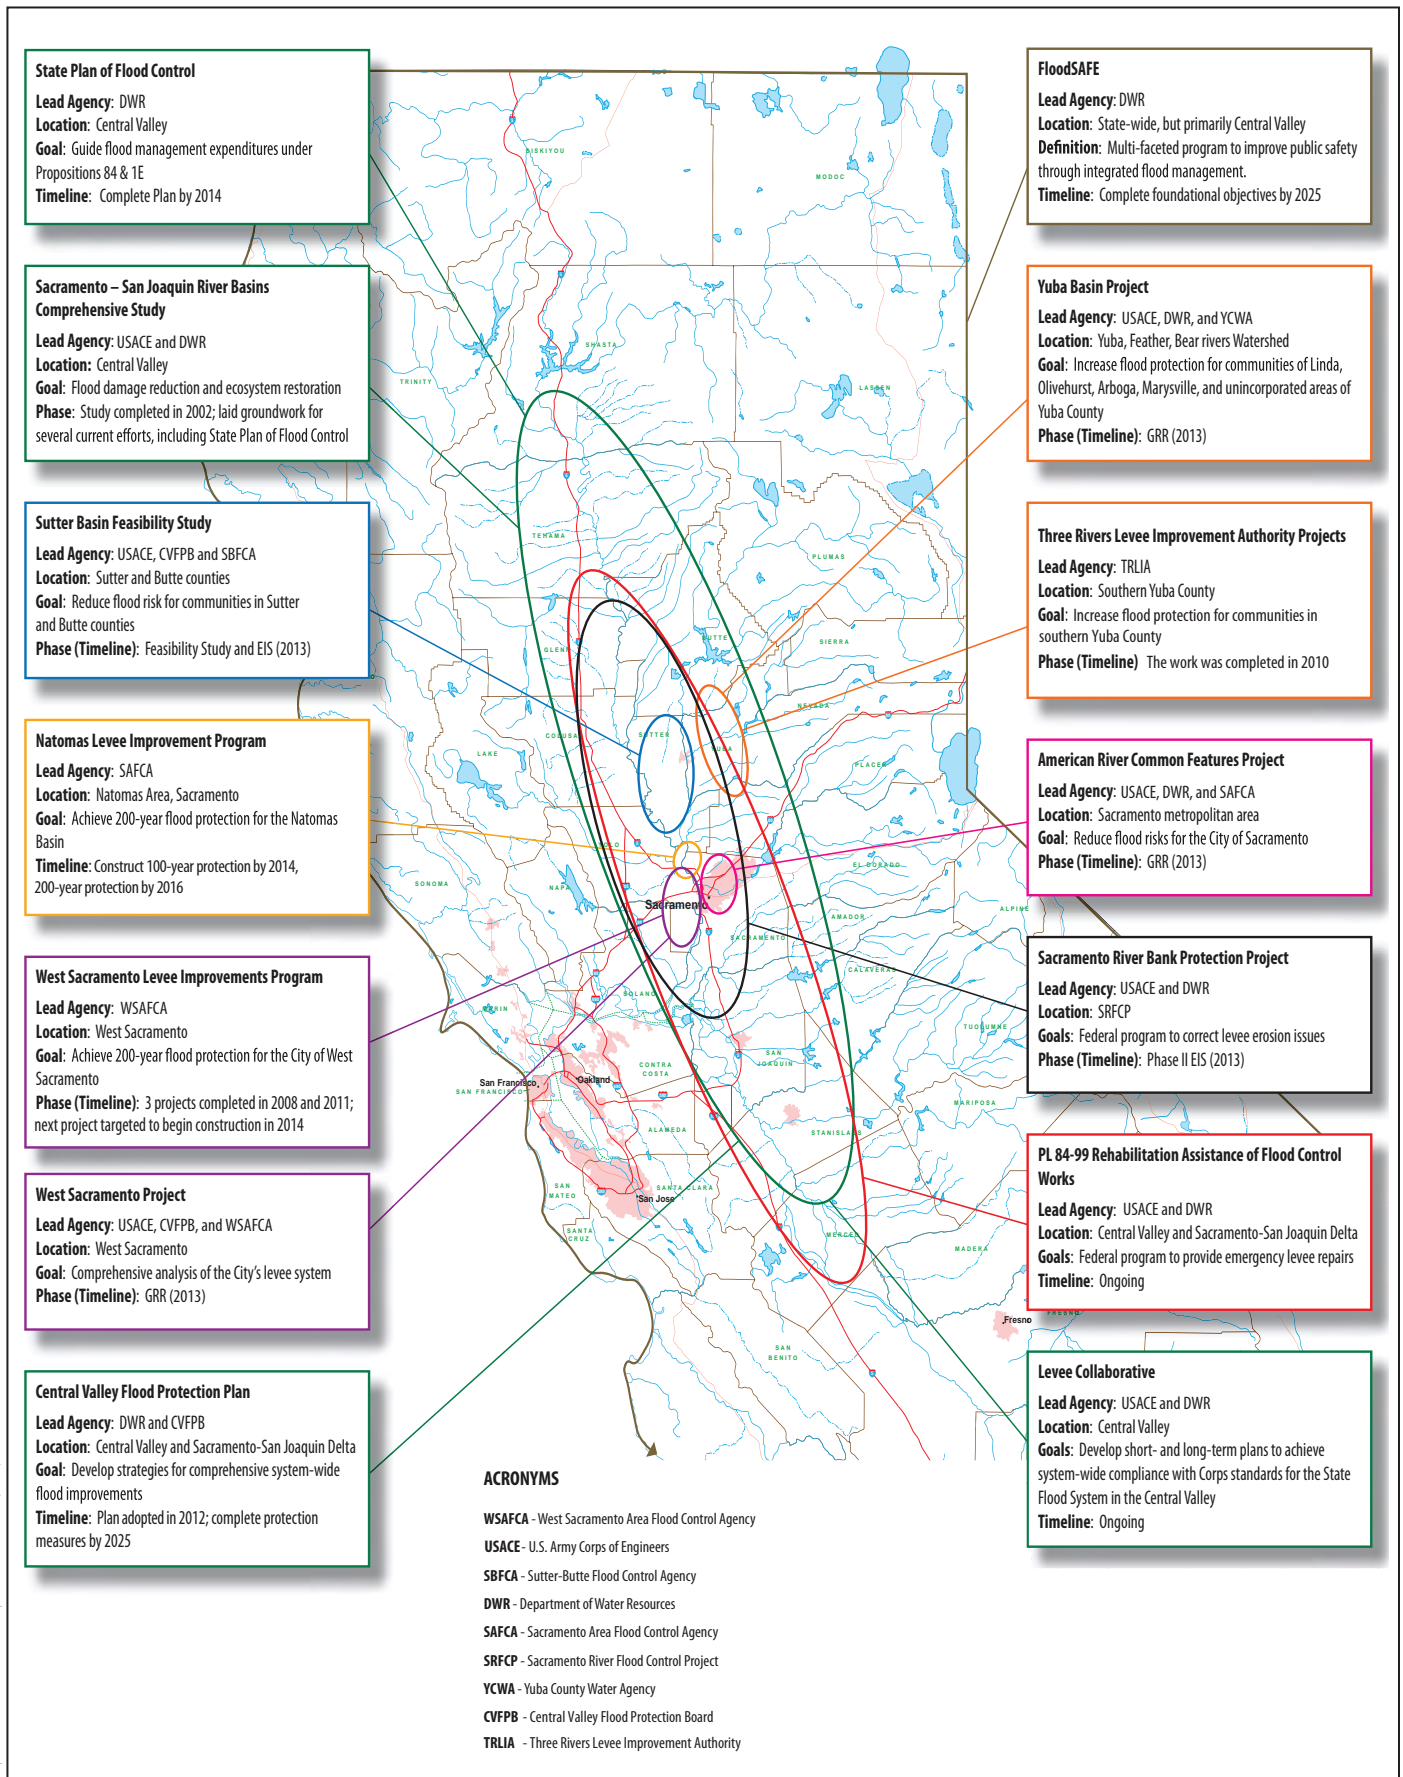 State Plan of Flood Control
Lead Agency: DWR
Location: Central Valley
Goal: Guide flood management expenditures under
Propositions 84 & 1E
Timeline: Complete Plan by 2014
Sacramento – San Joaquin River Basins
Comprehensive Study
Lead Agency: USACE and DWR
Location: Central Valley
Goal: Flood damage reduction and ecosystem restoration
Phase: Study completed in 2002; laid groundwork for
several current efforts, including State Plan of Flood Control
Sutter Basin Feasibility Study
Lead Agency: USACE, CVFPB and SBFCA
Location: Sutter and Butte counties
Goal: Reduce flood risk for communities in Sutter
and Butte counties
Phase (Timeline): Feasibility Study and EIS (2013)
Natomas Levee Improvement Program
Lead Agency: SAFCA
Location: Natomas Area, Sacramento
Goal: Achieve 200-year flood protection for the Natomas
Basin
Timeline: Construct 100-year protection by 2014,
200-year protection by 2016
West Sacramento Levee Improvements Program
Lead Agency: WSAFCA
Location: West Sacramento
Goal: Achieve 200-year flood protection for the City of West
Sacramento
Phase (Timeline): 3 projects completed in 2008 and 2011;
next project targeted to begin construction in 2014
West Sacramento Project
Lead Agency: USACE, CVFPB, and WSAFCA
Location: West Sacramento
Goal: Comprehensive analysis of the City's levee system
Phase (Timeline): GRR (2013)
Central Valley Flood Protection Plan
Lead Agency: DWR and CVFPB
Location: Central Valley and Sacramento-San Joaquin Delta
Goal: Develop strategies for comprehensive system-wide
flood improvements
Timeline: Plan adopted in 2012; complete protection
measures by 2025
SISKIYOU
MODOC
SHASTA
TRINITY
LASSEN
TEHAMA
PLUMAS
BUTTE
SIERRA
GLENN
NEVADA
COLUSA
SUTTER
YUBA
LAKE
PLACER
YOLO
EL DORADO
SONOMA
NAPA
Sacramento
ALPINE
AMADOR
SACRAMENTO
CALAVERAS
SOLANO
MARIN
TUOLUMNE
SAN
JOAQUIN
CONTRA
COSTA
San Francisco
SAN FRANCISCO
Oakland
MARIPOSA
ALAMEDA
STANISLAUS
SAN
MATEO
SANTA CLARA
San Jose
SANTA
CRUZ
MERCED
MADERA
Fresno
FRESNO
SAN
BENITO
FloodSAFE
Lead Agency: DWR
Location: State-wide, but primarily Central Valley
Definition: Multi-faceted program to improve public safety
through integrated flood management.
Timeline: Complete foundational objectives by 2025
Yuba Basin Project
Lead Agency: USACE, DWR, and YCWA
Location: Yuba, Feather, Bear rivers Watershed
Goal: Increase flood protection for communities of Linda,
Olivehurst, Arboga, Marysville, and unincorporated areas of
Yuba County
Phase (Timeline): GRR (2013)
Three Rivers Levee Improvement Authority Projects
Lead Agency: TRLIA
Location: Southern Yuba County
Goal: Increase flood protection for communities in
southern Yuba County
Phase (Timeline) The work was completed in 2010
American River Common Features Project
Lead Agency: USACE, DWR, and SAFCA
Location: Sacramento metropolitan area
Goal: Reduce flood risks for the City of Sacramento
Phase (Timeline): GRR (2013)
Sacramento River Bank Protection Project
Lead Agency: USACE and DWR
Location: SRFCP
Goals: Federal program to correct levee erosion issues
Phase (Timeline): Phase II EIS (2013)
PL 84-99 Rehabilitation Assistance of Flood Control
Works
Lead Agency: USACE and DWR
Location: Central Valley and Sacramento-San Joaquin Delta
Goals: Federal program to provide emergency levee repairs
Timeline: Ongoing
Levee Collaborative
Lead Agency: USACE and DWR
Location: Central Valley
Goals: Develop short- and long-term plans to achieve
system-wide compliance with Corps standards for the State
Flood System in the Central Valley
Timeline: Ongoing
ACRONYMS
WSAFCA - West Sacramento Area Flood Control Agency
USACE - U.S. Army Corps of Engineers
SBFCA - Sutter-Butte Flood Control Agency
DWR - Department of Water Resources
SAFCA - Sacramento Area Flood Control Agency
SRFCP - Sacramento River Flood Control Project
YCWA - Yuba County Water Agency
CVFPB - Central Valley Flood Protection Board
TRLIA - Three Rivers Levee Improvement Authority